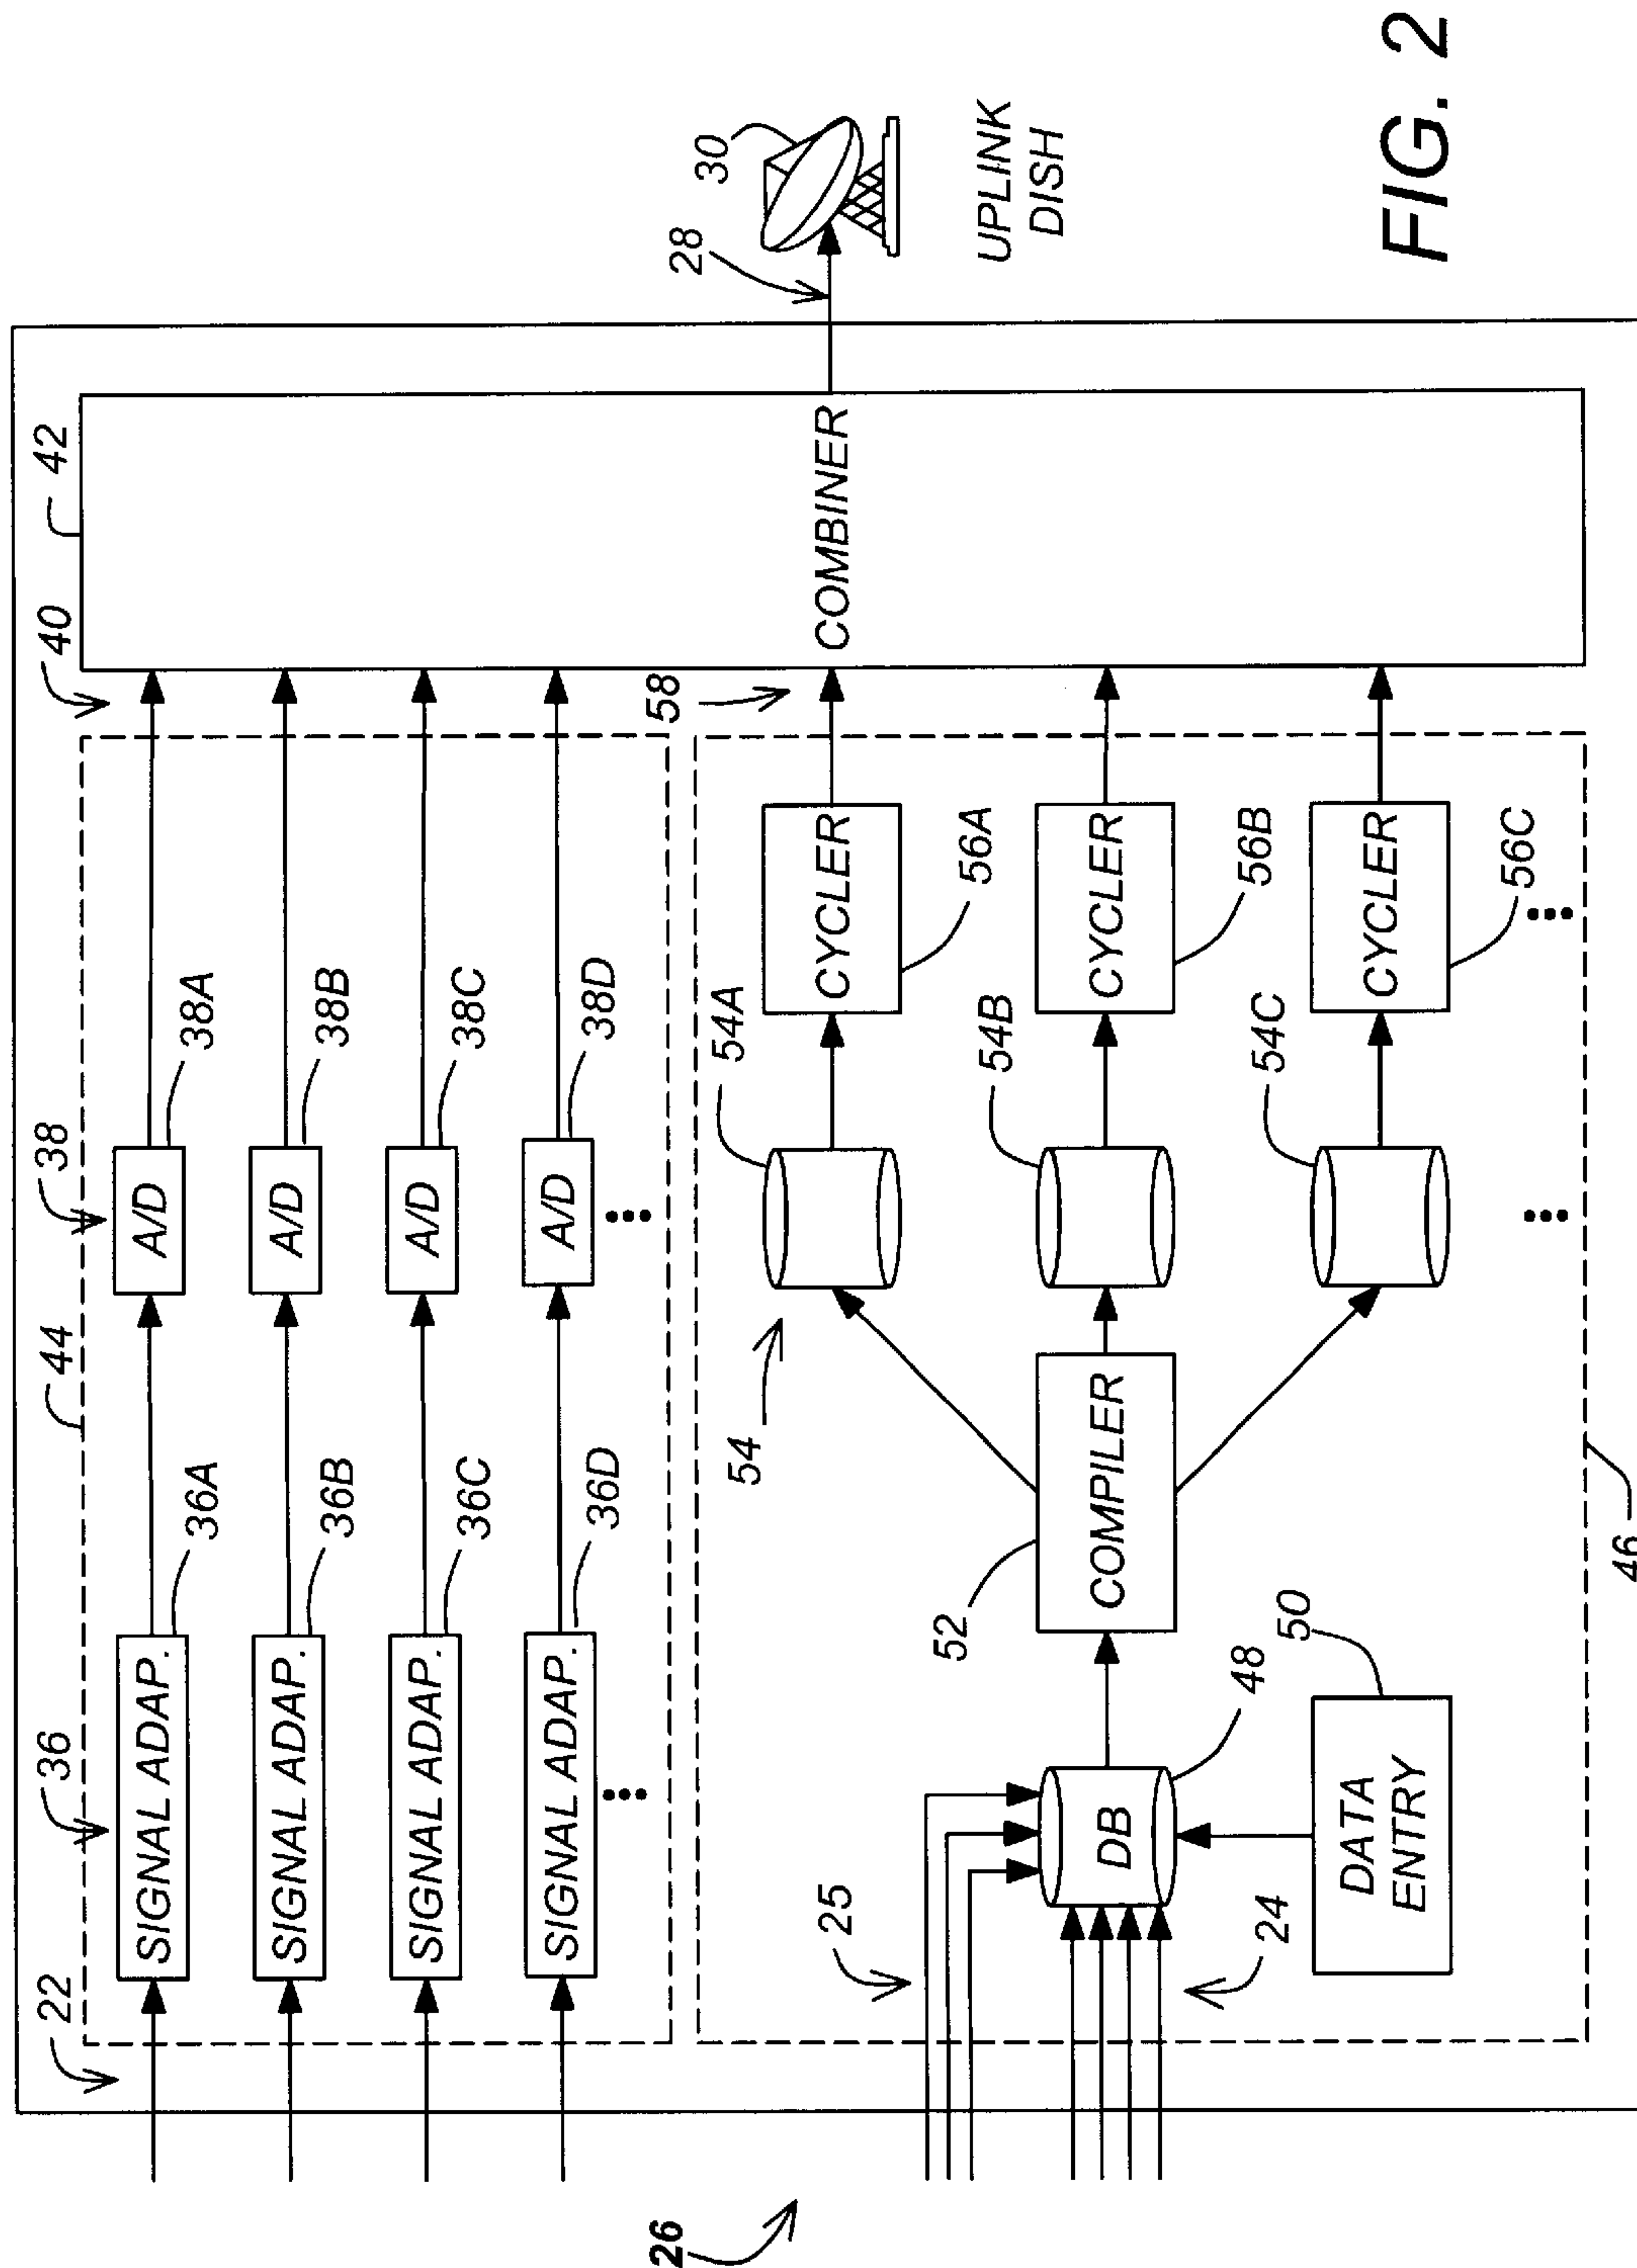 26
22
36
44
38
40
42
SIGNAL ADAP.
36A
A/D
38A
SIGNAL ADAP.
36B
A/D
38B
SIGNAL ADAP.
36C
A/D
38C
SIGNAL ADAP.
36D
A/D
38D
58
COMBINER
28
30
UPLINK
DISH
54
54A
CYCLER
56A
25
DB
48
24
52
COMPILER
54B
CYCLER
56B
DATA
ENTRY
50
54C
CYCLER
56C
46
FIG. 2